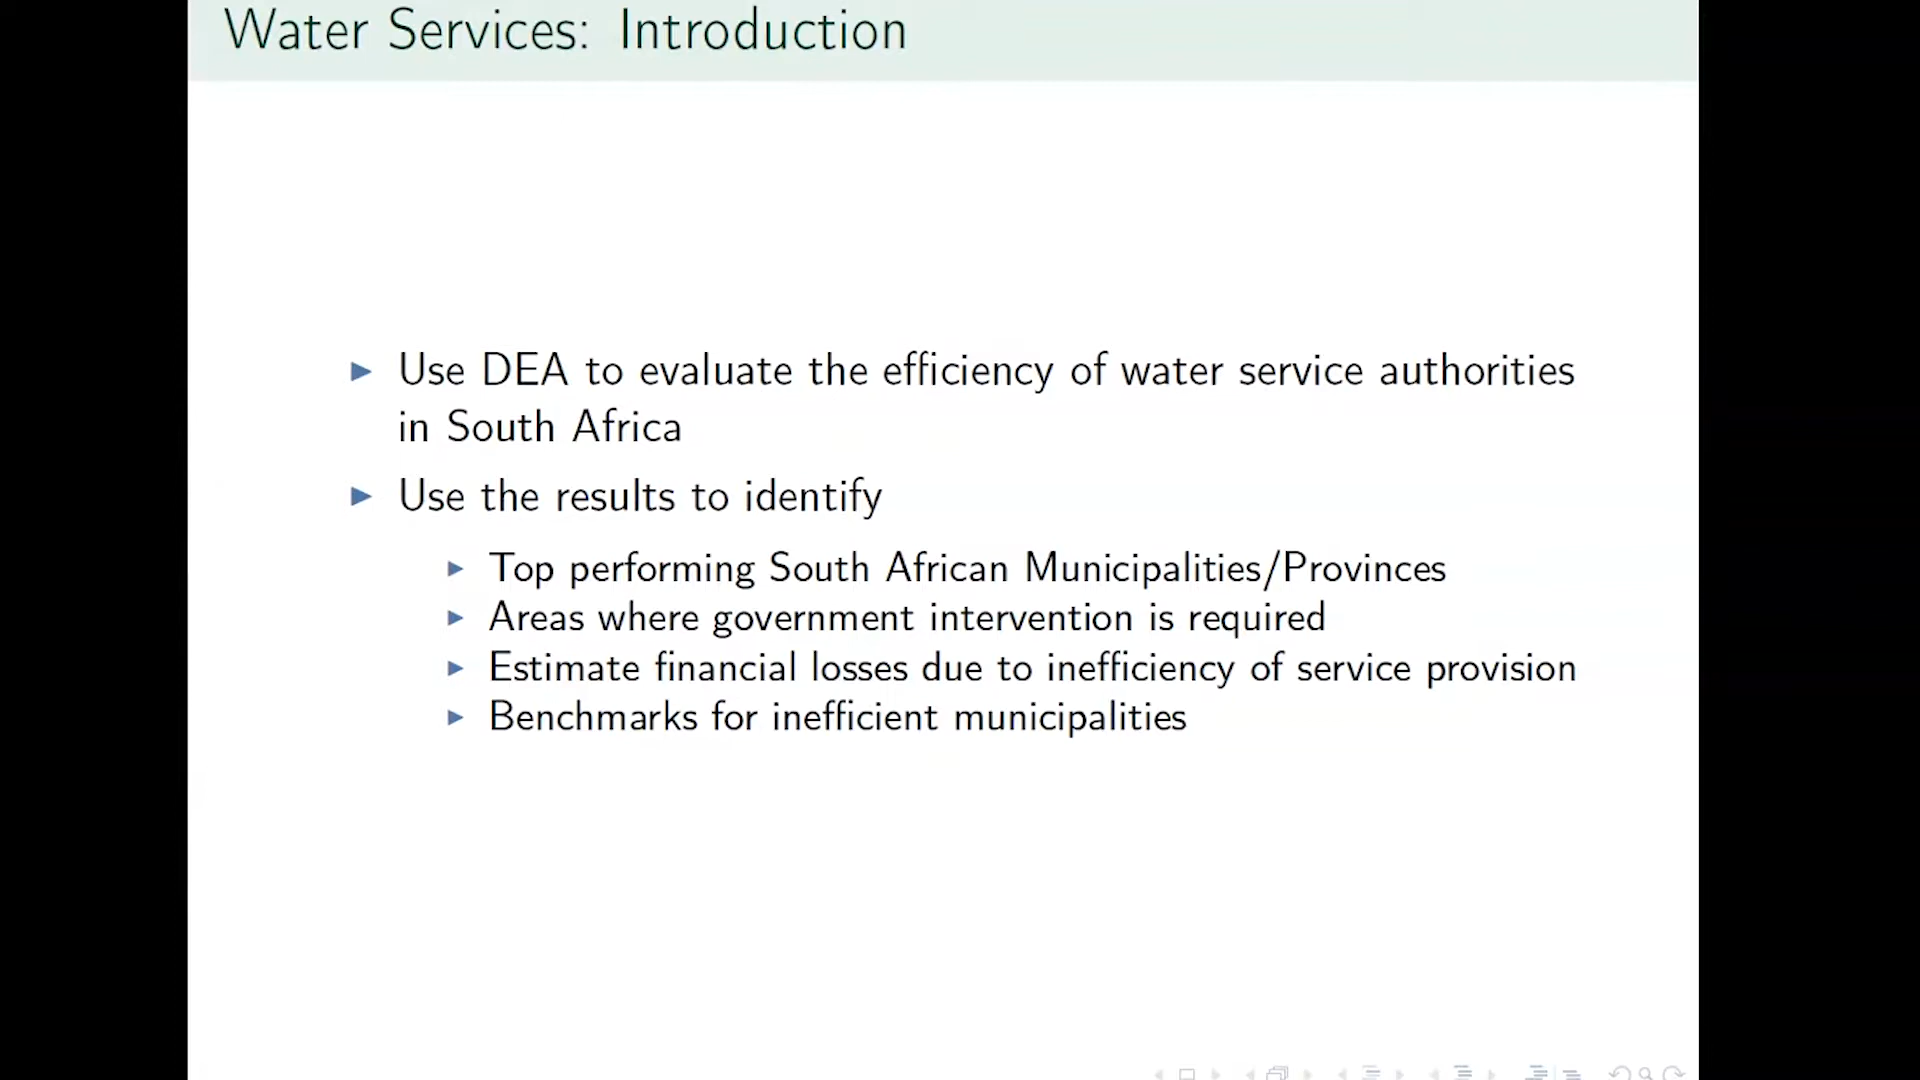 Water Services: Introduction
Use DEA to evaluate the efficiency of water service authorities
in South Africa
Use the results to identify
Top performing South African Municipalities/Provinces
Areas where government intervention is required
Estimate financial losses due to inefficiency of service provision
Benchmarks for inefficient municipalities